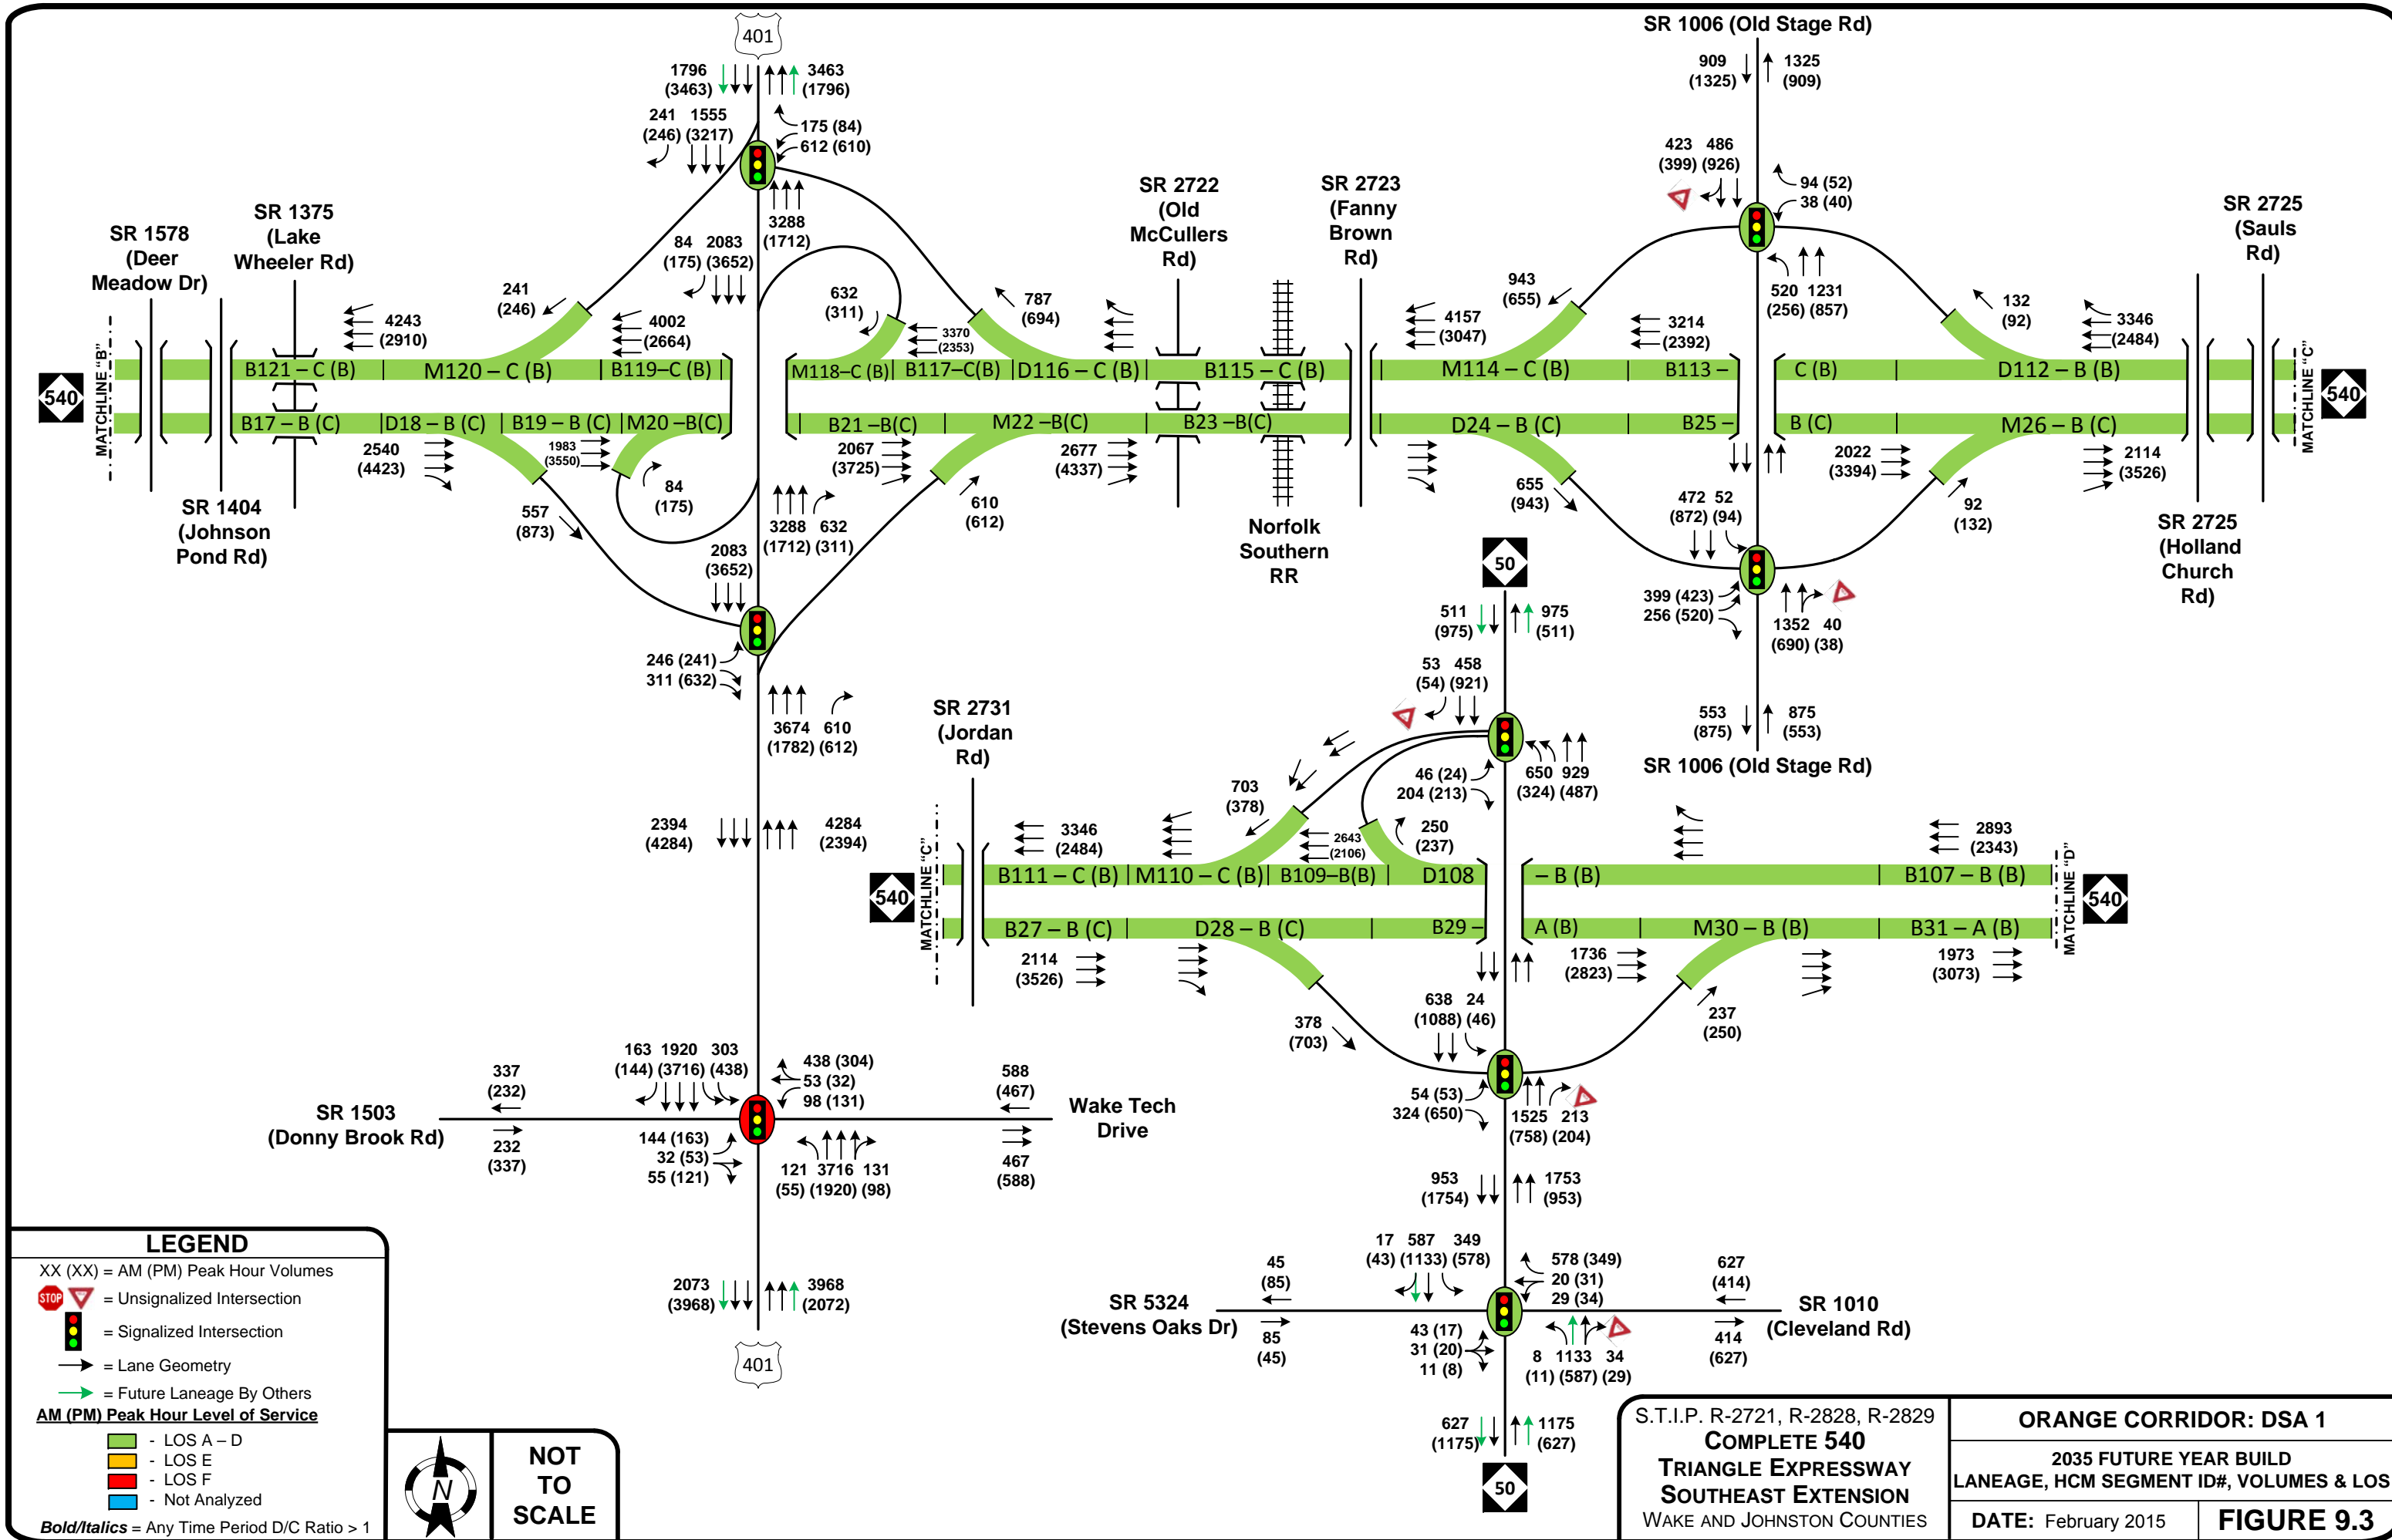 401
1796
(3463)
3463
(1796)
241 1555
(246) (3217)
175 (84)
612 (610)
3288
(1712)
84 2083
(175) (3652)
SR 1578
(Deer
Meadow Dr)
SR 1375
(Lake
Wheeler Rd)
SR 1404
(Johnson
Pond Rd)
SR 2722
(Old
McCullers
Rd)
SR 2723
(Fanny
Brown
Rd)
Norfolk
Southern
RR
241
(246)
632
(311)
787
(694)
4243
(2910)
4002
(2664)
3370
(2353)
4157
(3047)
943
(655)
3214
(2392)
132
(92)
3346
(2484)
540
MATCHLINE "B"
B121 – C (B)
M120 – C (B)
B119–C (B)
M118–C (B)
B117–C(B)
D116 – C (B)
B115 – C (B)
M114 – C (B)
B113 –
C (B)
D112 – B (B)
B17 – B (C)
D18 – B (C)
B19 – B (C)
M20 –B(C)
B21 –B(C)
M22 –B(C)
B23 –B(C)
D24 – B (C)
B25 –
B (C)
M26 – B (C)
MATCHLINE "C"
540
2540
(4423)
1983
(3550)
84
(175)
2067
(3725)
2677
(4337)
557
(873)
610
(612)
3288 632
(1712) (311)
2083
(3652)
246 (241)
311 (632)
3674 610
(1782) (612)
2394
(4284)
4284
(2394)
SR 1006 (Old Stage Rd)
909
(1325)
1325
(909)
423 486
(399) (926)
94 (52)
38 (40)
520 1231
(256) (857)
SR 2725
(Sauls
Rd)
SR 2725
(Holland
Church
Rd)
655
(943)
2022
(3394)
2114
(3526)
92
(132)
472 52
(872) (94)
399 (423)
256 (520)
1352 40
(690) (38)
553
(875)
875
(553)
SR 1006 (Old Stage Rd)
50
511
(975)
975
(511)
53 458
(54) (921)
46 (24)
204 (213)
650 929
(324) (487)
SR 2731
(Jordan
Rd)
703
(378)
250
(237)
3346
(2484)
2643
(2106)
2893
(2343)
540
MATCHLINE "C"
B111 – C (B)
M110 – C (B)
B109–B(B)
D108
– B (B)
B107 – B (B)
B27 – B (C)
D28 – B (C)
B29 –
A (B)
M30 – B (B)
B31 – A (B)
MATCHLINE "D"
540
2114
(3526)
1736
(2823)
1973
(3073)
378
(703)
237
(250)
638 24
(1088) (46)
54 (53)
324 (650)
1525 213
(758) (204)
953
(1754)
1753
(953)
163 1920 303
(144) (3716) (438)
438 (304)
53 (32)
98 (131)
337
(232)
588
(467)
SR 1503
(Donny Brook Rd)
Wake Tech
Drive
232
(337)
467
(588)
144 (163)
32 (53)
55 (121)
121 3716 131
(55) (1920) (98)
2073
(3968)
3968
(2072)
401
17 587 349
(43) (1133) (578)
578 (349)
20 (31)
29 (34)
45
(85)
627
(414)
SR 5324
(Stevens Oaks Dr)
SR 1010
(Cleveland Rd)
85
(45)
414
(627)
43 (17)
31 (20)
11 (8)
8 1133 34
(11) (587) (29)
627
(1175)
1175
(627)
50
LEGEND
XX (XX) = AM (PM) Peak Hour Volumes
STOP = Unsignalized Intersection
= Signalized Intersection
= Lane Geometry
= Future Laneage By Others
AM (PM) Peak Hour Level of Service
- LOS A – D
- LOS E
- LOS F
- Not Analyzed
Bold/Italics = Any Time Period D/C Ratio > 1
N
NOT
TO
SCALE
S.T.I.P. R-2721, R-2828, R-2829
COMPLETE 540
TRIANGLE EXPRESSWAY
SOUTHEAST EXTENSION
WAKE AND JOHNSTON COUNTIES
ORANGE CORRIDOR: DSA 1
2035 FUTURE YEAR BUILD
LANEAGE, HCM SEGMENT ID#, VOLUMES & LOS
DATE: February 2015
FIGURE 9.3